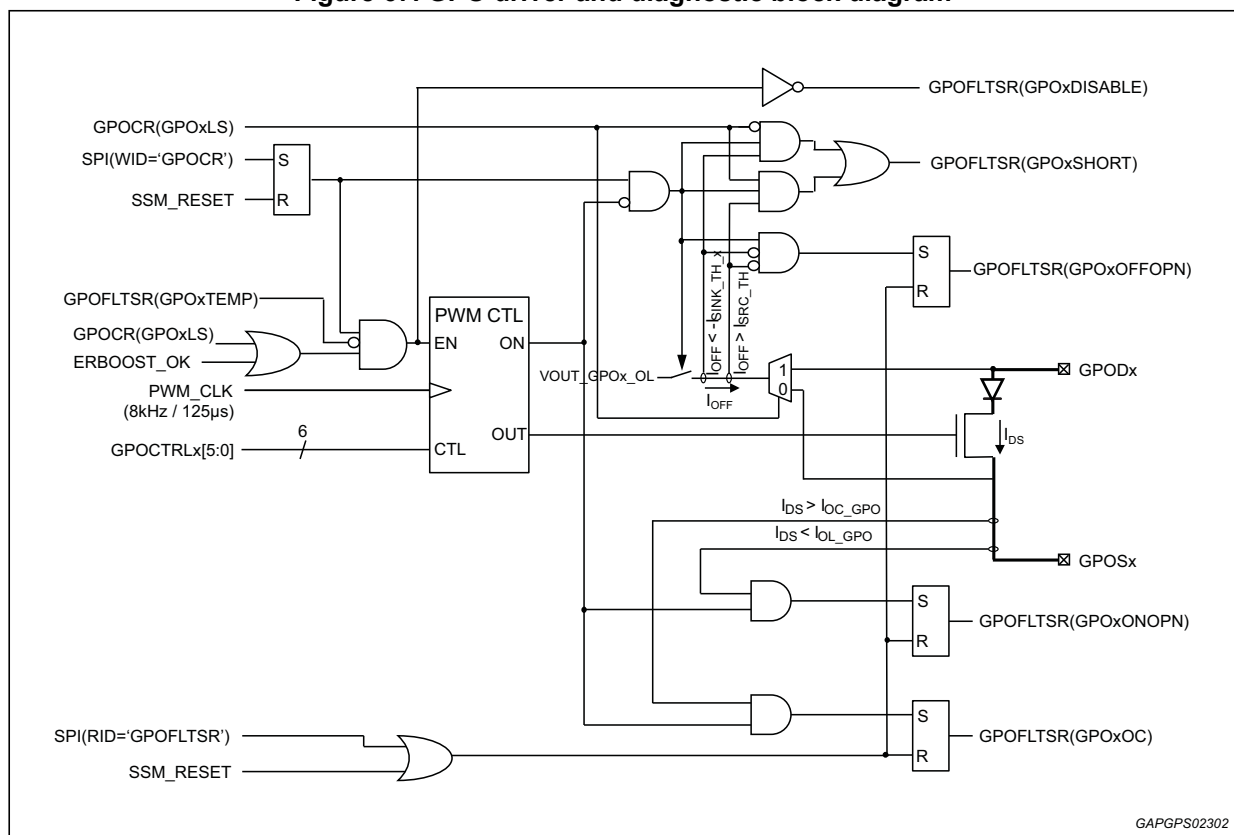 Figure GPO driver and diagnostic block diagram
GPOFLTSR(GPOxDISABLE)
GPOCR(GPOxLS)
SPI(WID=‘GPOCR’)
S
R
SSM_RESET
GPOFLTSR(GPOxSHORT)
S
R
GPOFLTSR(GPOxOFFOPN)
GPOFLTSR(GPOxTEMP)
GPOCR(GPOxLS)
ERBOOST_OK
PWM_CLK
(8kHz / 125µs)
GPOCTRLx[5:0]
6
PWM CTL
EN
ON
OUT
CTL
VOUT_GPOx_OL
IOFF < -ISINK_TH_x
IOFF > ISRC_TH
IOFF
1
0
GPODx
IDS
IDS > IOC_GPO
IDS < IOL_GPO
GPOSx
S
R
GPOFLTSR(GPOxONOPN)
S
R
GPOFLTSR(GPOxOC)
SPI(RID=‘GPOFLTSR’)
SSM_RESET
GAPGPS02302